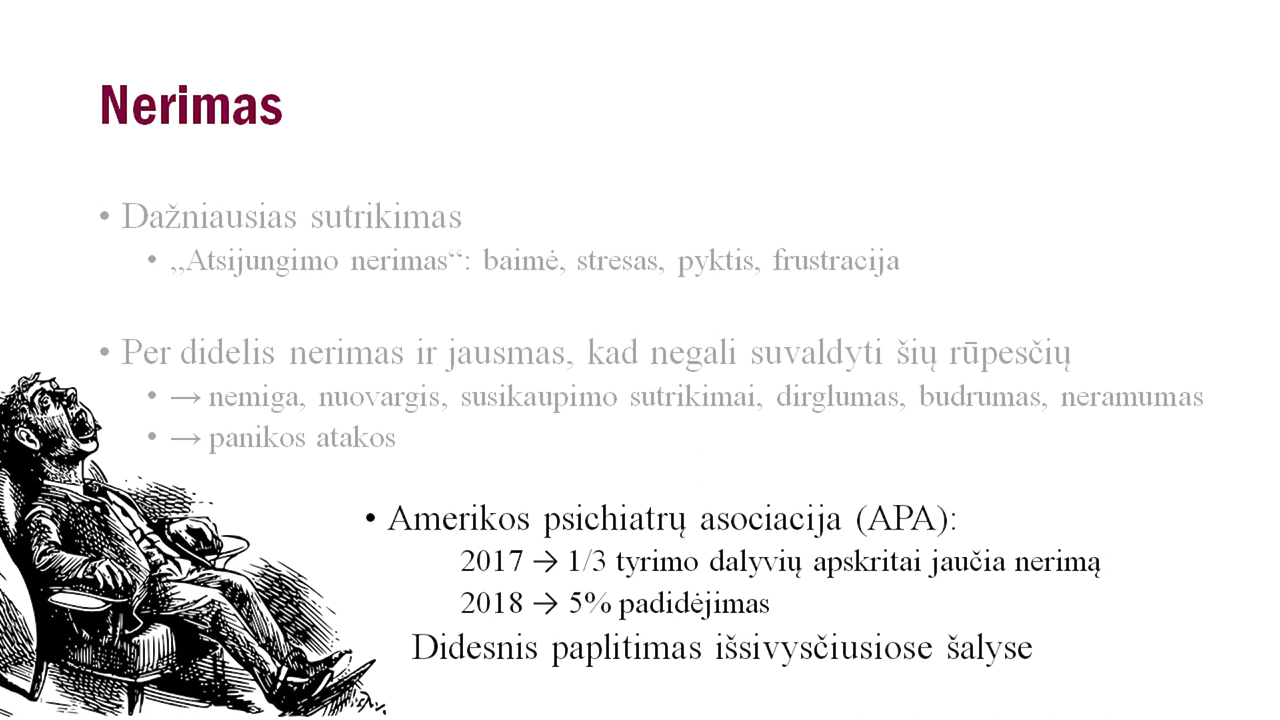 Nerimas
• Dažniausias sutrikimas
• „Atsijungimo nerimas“: baimė, stresas, pyktis, frustracija
• Per didelis nerimas ir jausmas, kad negali suvaldyti šių rūpesčių
• → nemiga, nuovargis, susikaupimo sutrikimai, dirglumas, budrumas, neramumas
• → panikos atakos
• Amerikos psichiatrų asociacija (APA):
2017 → 1/3 tyrimo dalyvių apskritai jaučia nerimą
2018 → 5% padidėjimas
Didesnis paplitimas išsivysčiusiose šalyse